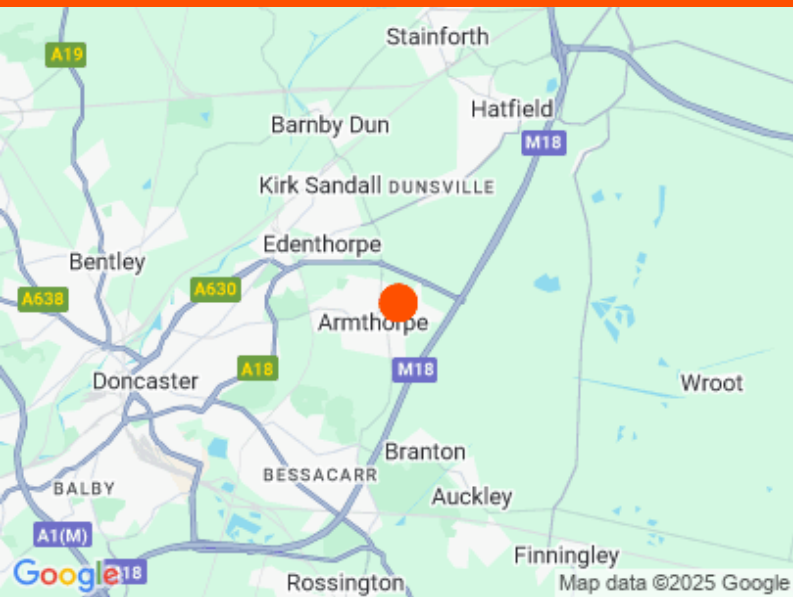 Stainforth
A19
Hatfield
Barnby Dun
M18
Kirk Sandall DUNSVILLE
Edenthorpe
Bentley
A630
A638
Armthorpe
A18
M18
Doncaster
Wroot
Branton
BESSACARR
BALBY
Auckley
A1(M)
Finningley
Google
18
Rossington
Map data ©2025 Google